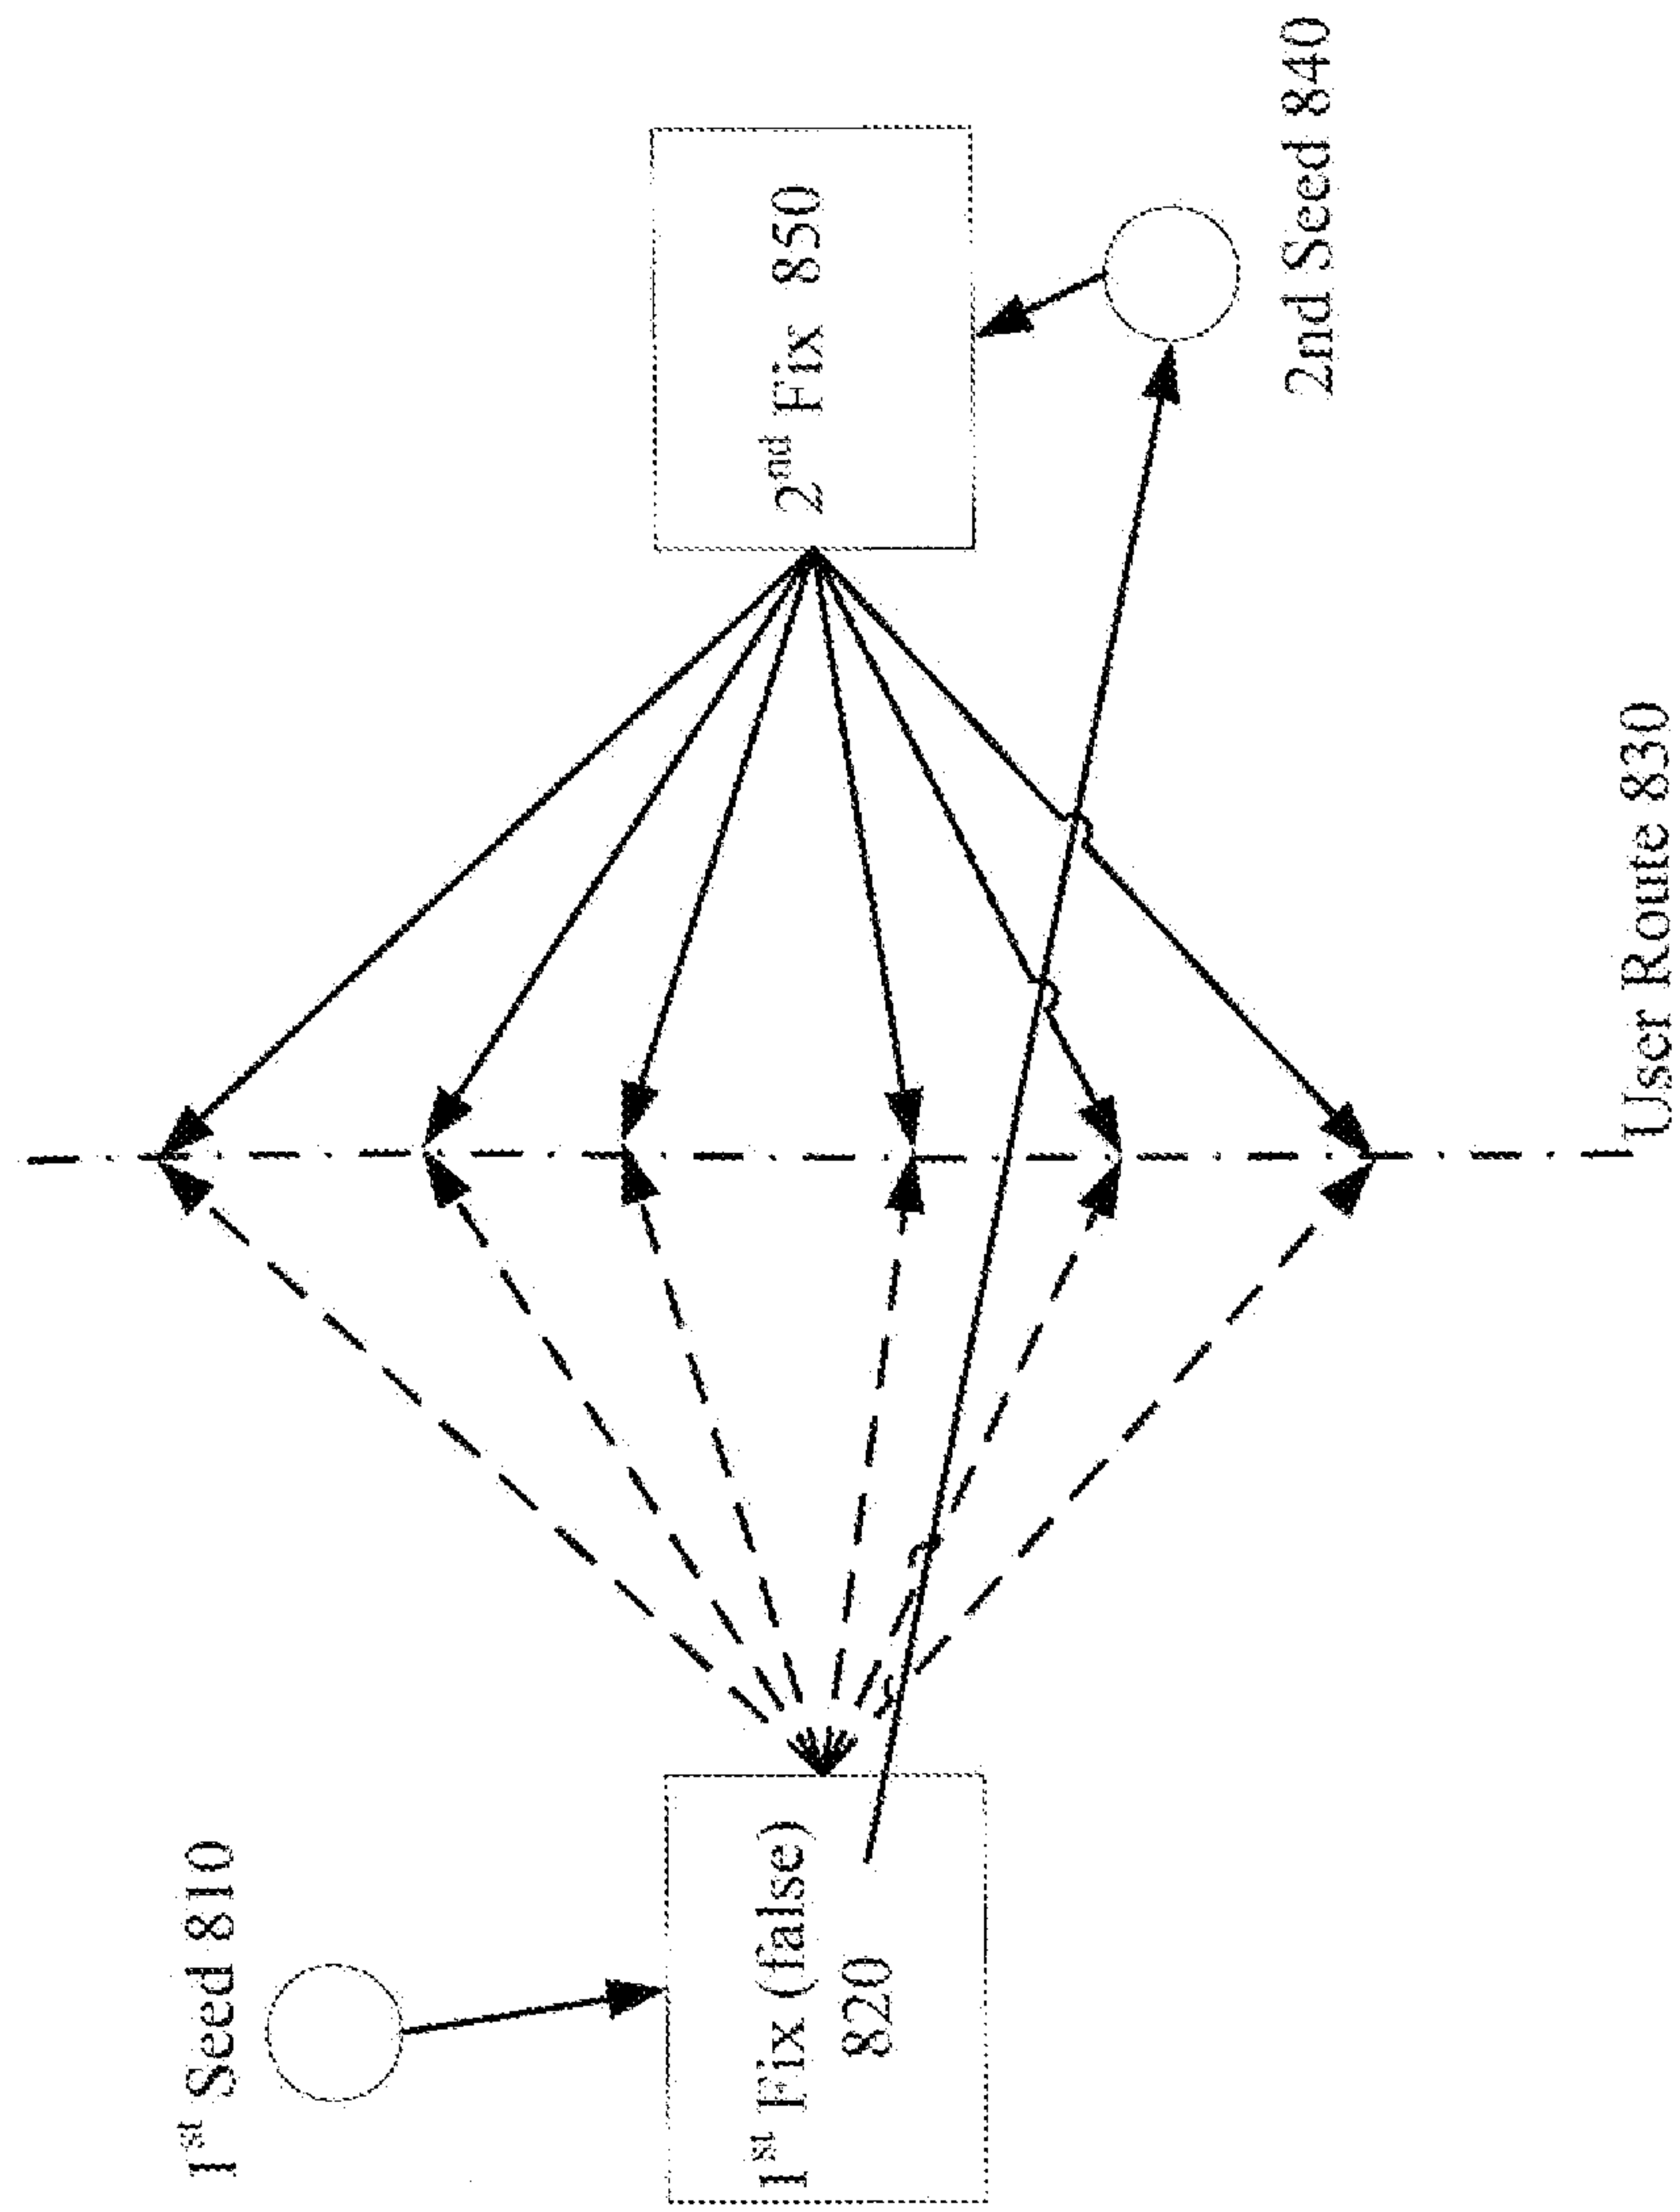 1st Seed 810
1st Fix (false)
820
2nd Fix 850
2nd Seed 840
User Route 830